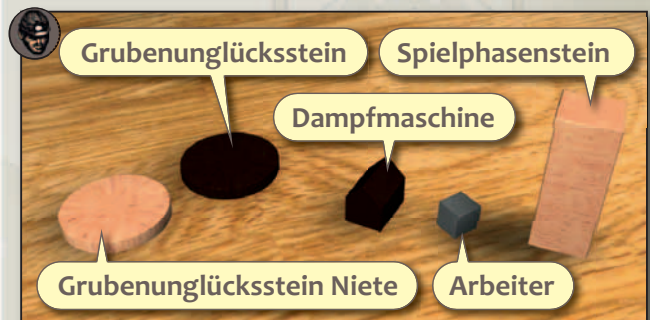 Grubenunglücksstein
Spielphasenstein
Dampfmaschine
Grubenunglücksstein Niete
Arbeiter